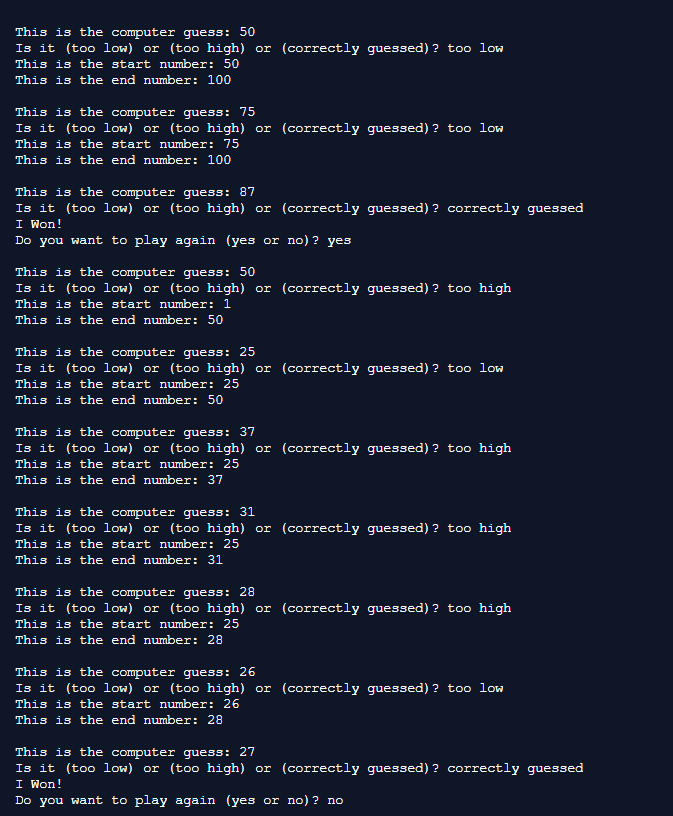 This is the computer guess: 50
Is it (too low) or (too high) or (correctly guessed)? too low
This is the start number: 50
This is the end number: 100
This is the computer guess: 75
Is it (too low) or (too high) or (correctly guessed)? too low
This is the start number: 75
This is the end number: 100
This is the computer guess: 87
Is it (too low) or (too high) or (correctly guessed)? correctly guessed
I Won!
Do you want to play again (yes or no)? yes
This is the computer guess: 50
Is it (too low) or (too high) or (correctly guessed)? too high
This is the start number: 1
This is the end number: 50
This is the computer guess: 25
Is it (too low) or (too high) or (correctly guessed)? too low
This is the start number: 25
This is the end number: 50
This is the computer guess: 37
Is it (too low) or (too high) or (correctly guessed)? too high
This is the start number: 25
This is the end number: 37
This is the computer guess: 31
Is it (too low) or (too high) or (correctly guessed)? too high
This is the start number: 25
This is the end number: 31
This is the computer guess: 28
Is it (too low) or (too high) or (correctly guessed)? too high
This is the start number: 25
This is the end number: 28
This is the computer guess: 26
Is it (too low) or (too high) or (correctly guessed)? too low
This is the start number: 26
This is the end number: 28
This is the computer guess: 27
Is it (too low) or (too high) or (correctly guessed)? correctly guessed
I Won!
Do you want to play again (yes or no)? no